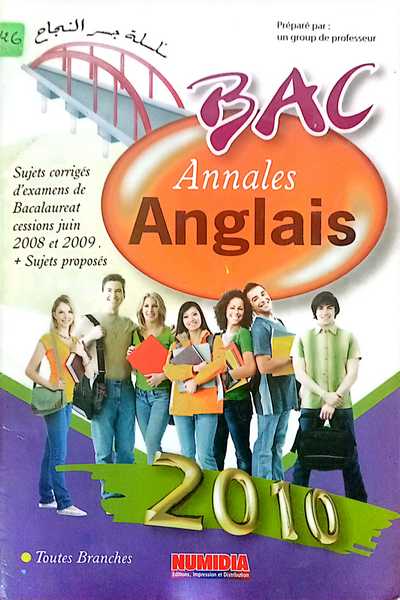 46
سلسلة جسر النجاح
Préparé par :
un group de professeur
BAC
Annales
Anglais
Sujets corrigés
d'examens de
Bacalaureat
cessions juin
2008 et 2009 .
+ Sujets proposés
2010
Toutes Branches
NUMIDIA
Editions, Impression et Distribution